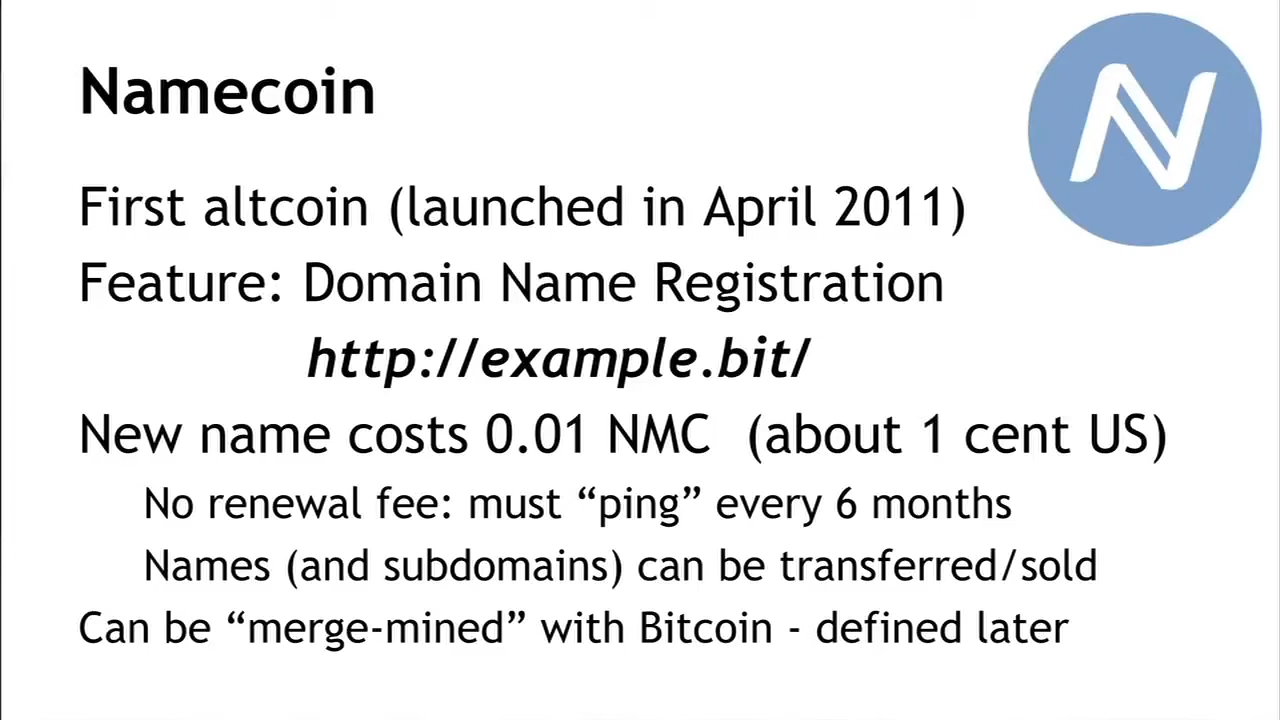 Namecoin
First altcoin (launched in April 2011)
Feature: Domain Name Registration
http://example.bit/
New name costs 0.01 NMC (about 1 cent US)
No renewal fee: must “ping” every 6 months
Names (and subdomains) can be transferred/sold
Can be “merge-mined” with Bitcoin - defined later